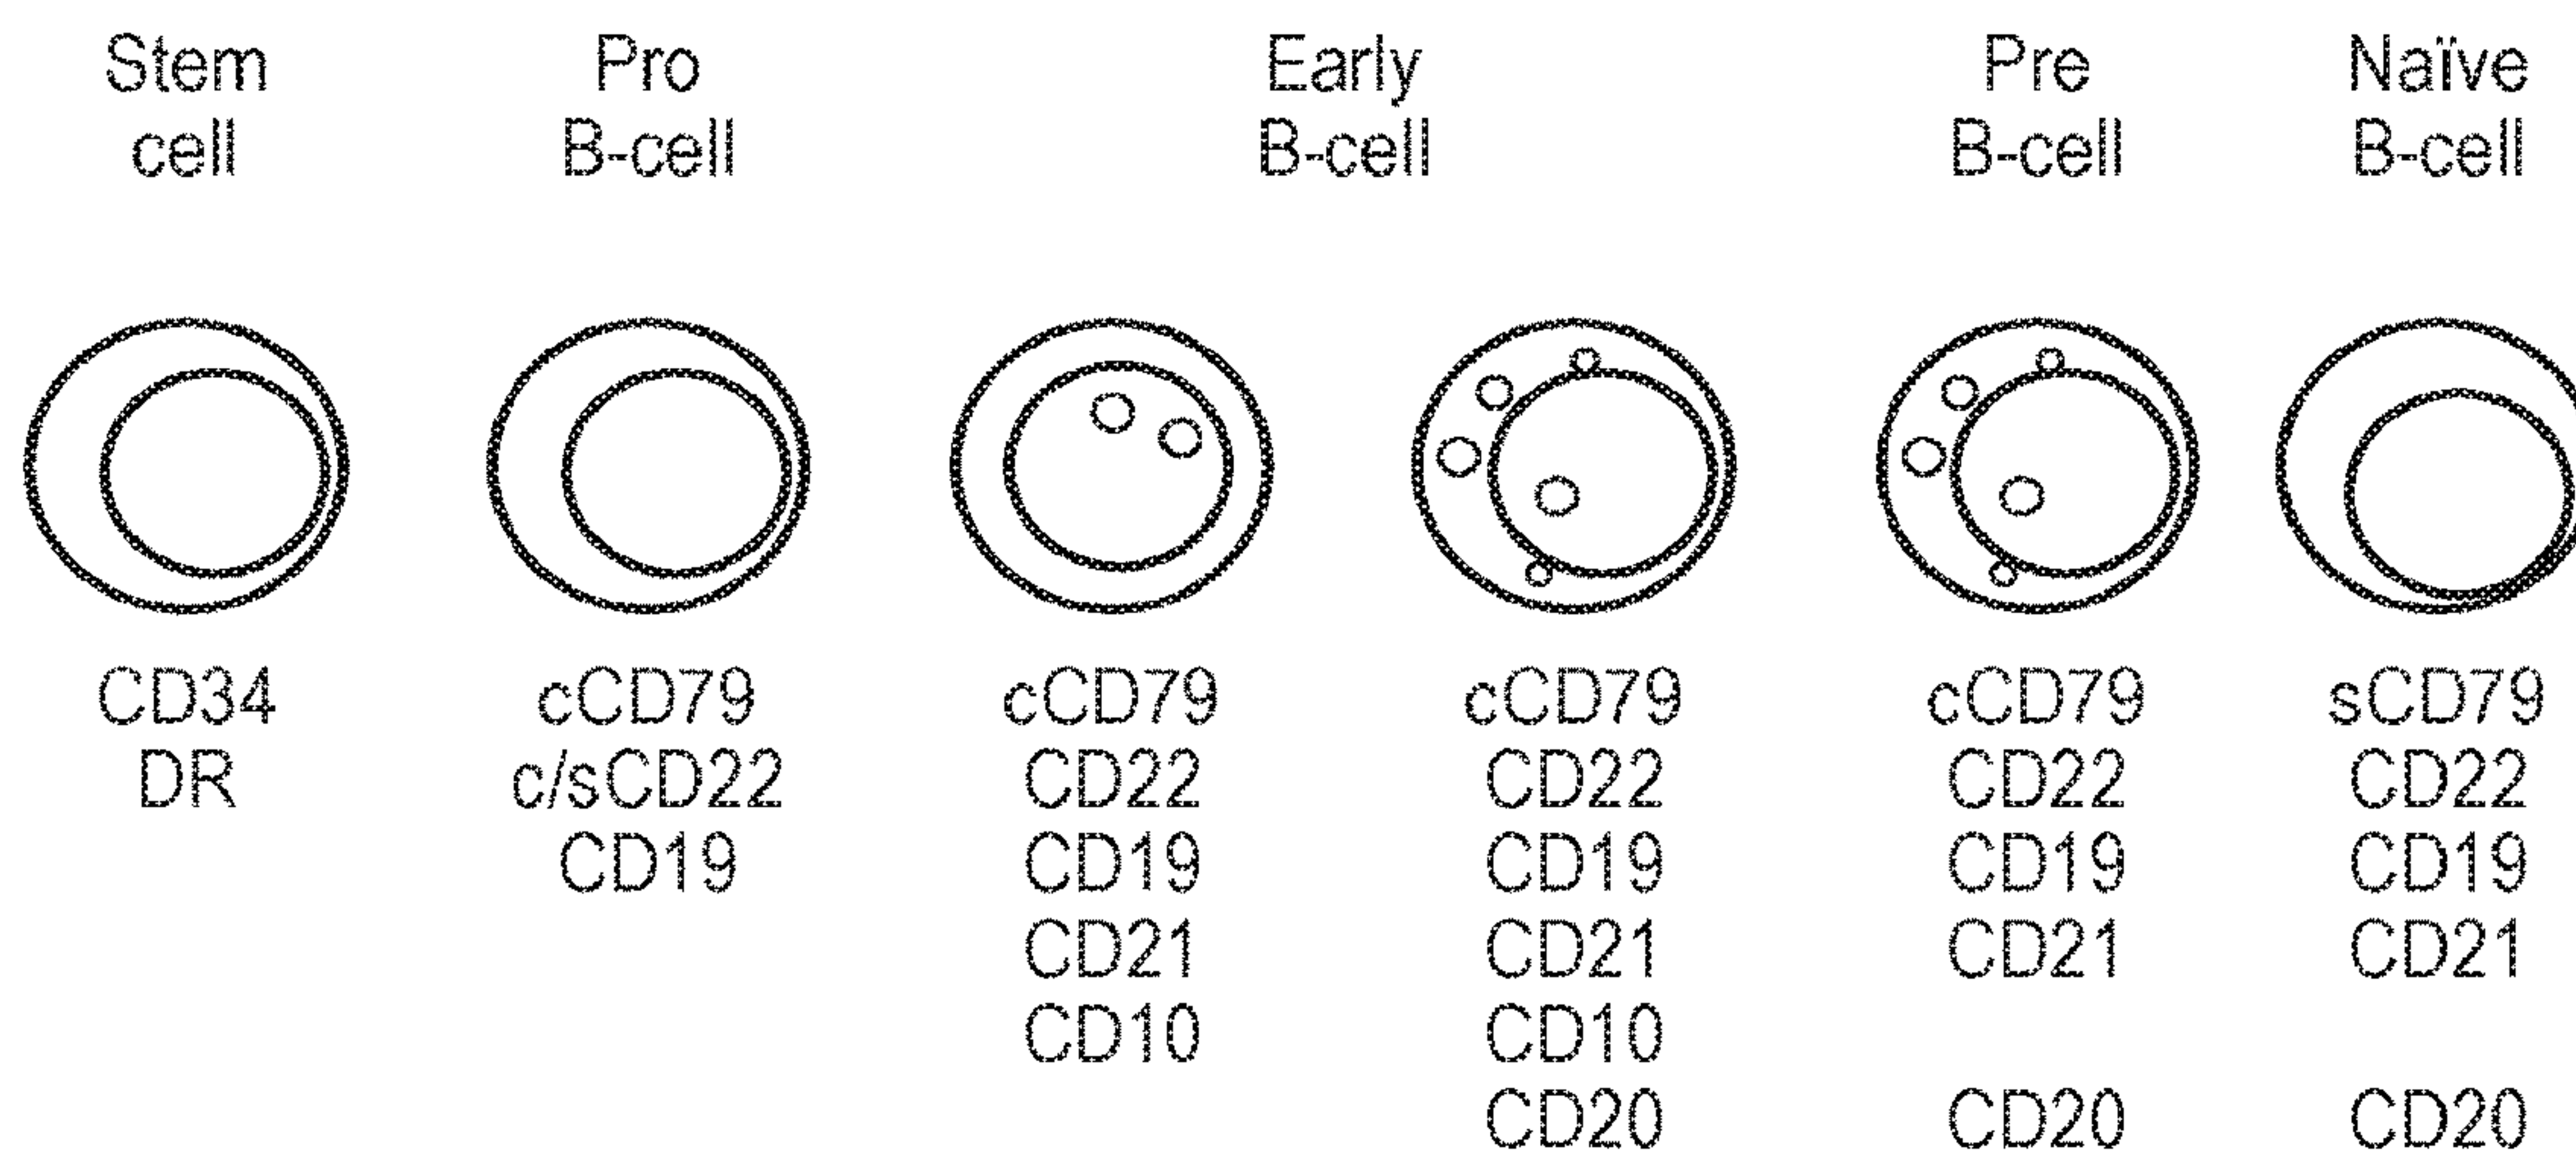 Stem
cell
Pro
B-cell
Early
B-cell
Pre
B-cell
Naïve
B-cell
CD34
DR
cCD79
c/sCD22
CD19
cCD79
CD22
CD19
CD21
CD10
cCD79
CD22
CD19
CD21
CD10
CD20
cCD79
CD22
CD19
CD21
CD20
sCD79
CD22
CD19
CD21
CD20